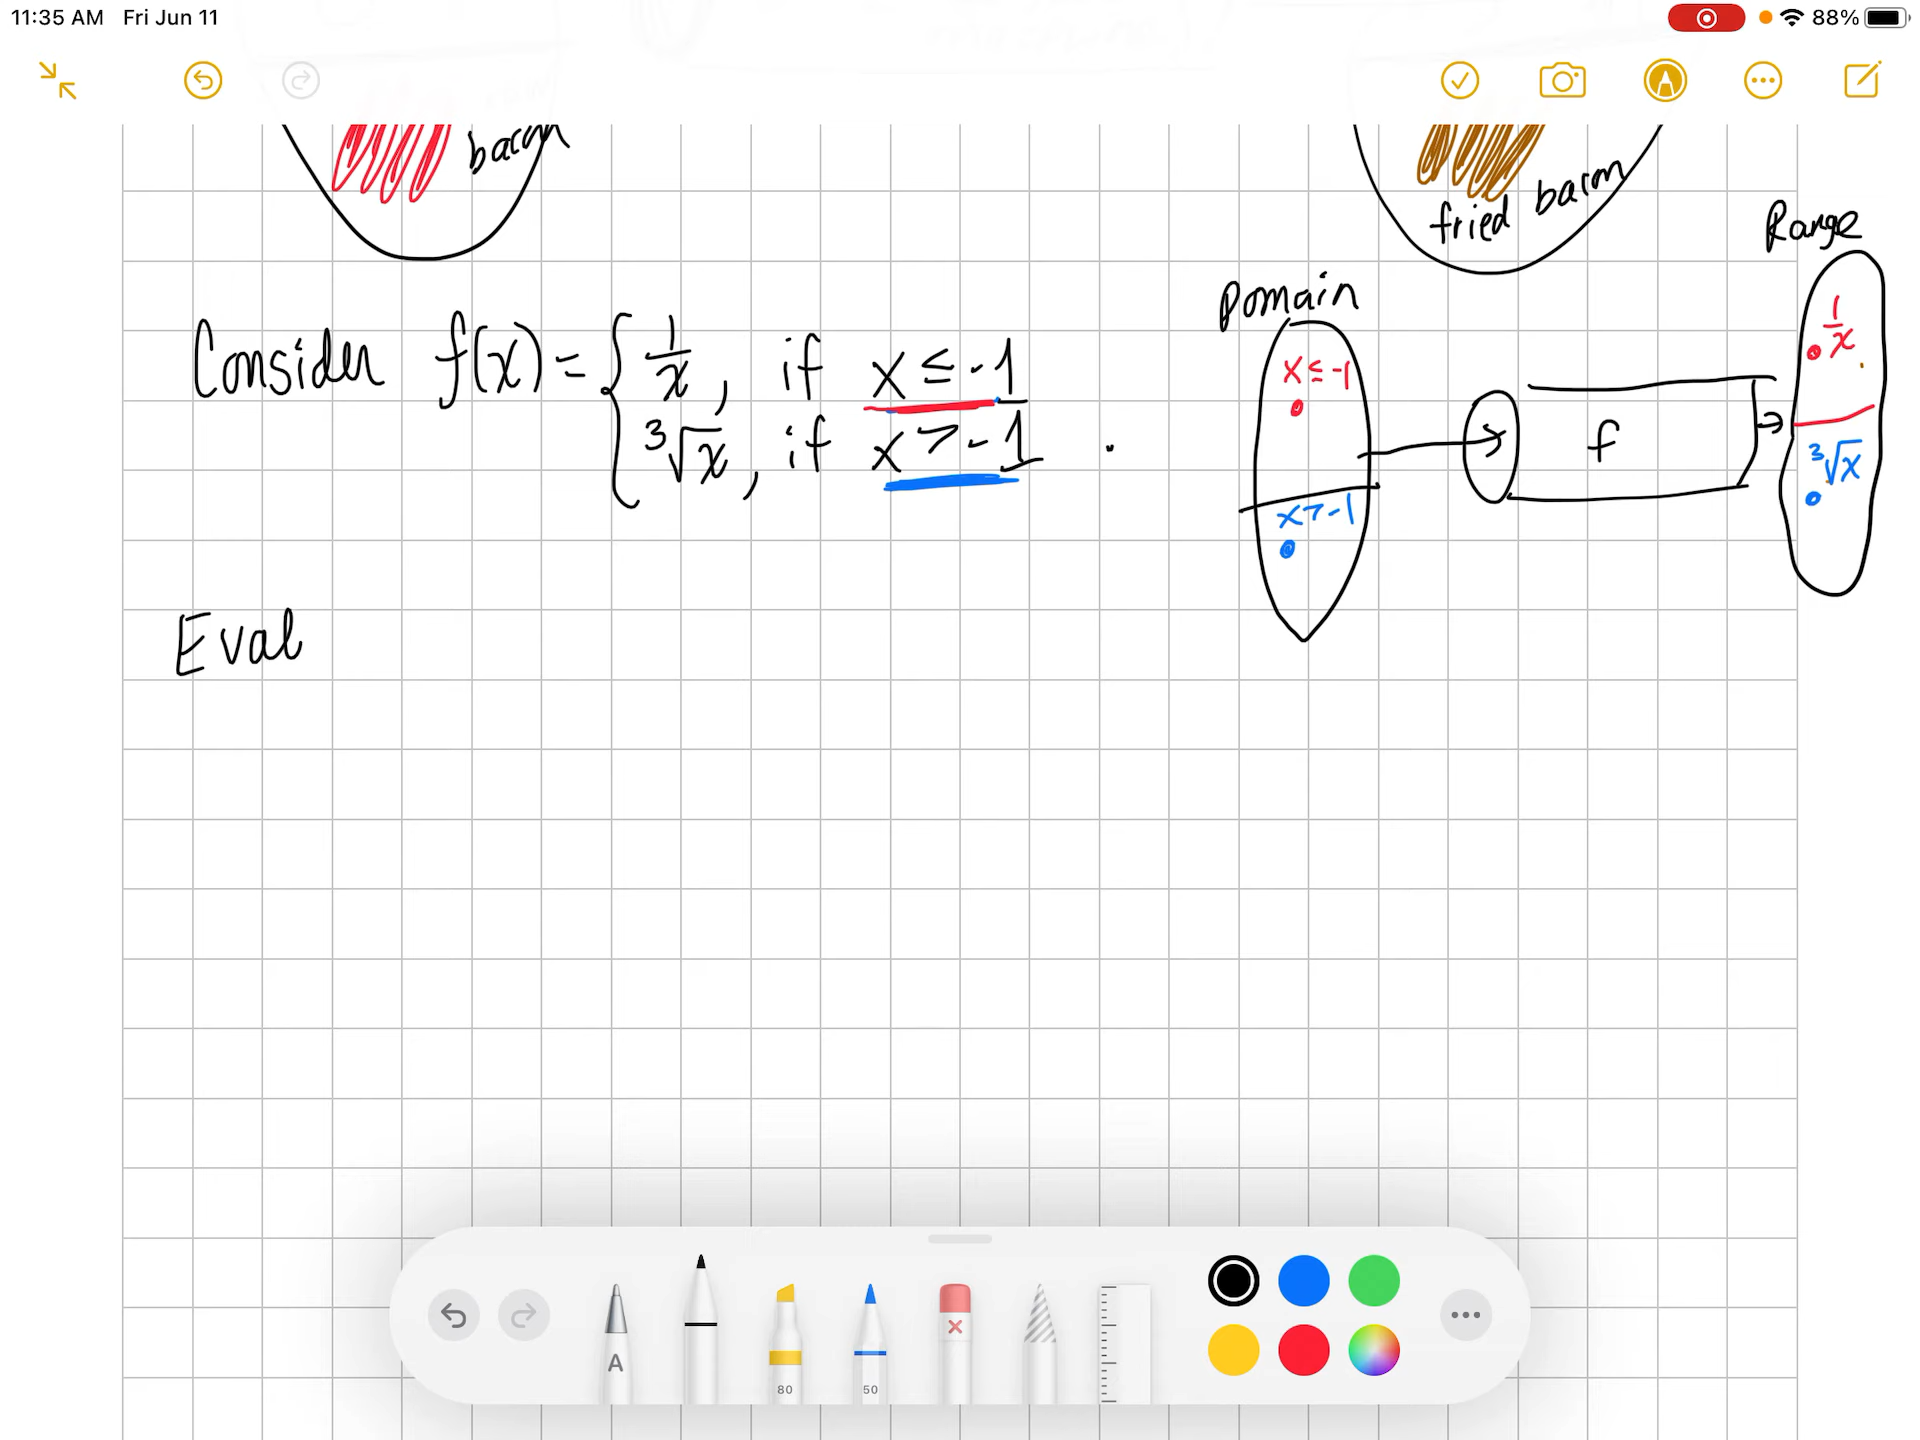 11:35 AM Fri Jun 11 88%
bacon
fried bacon
Range
Domain
Consider f(x) = { 1/x, if x ≤ -1
∛x, if x > -1 .
x ≤ -1
x > -1
f
1/x
∛x
Eval
A
80
50